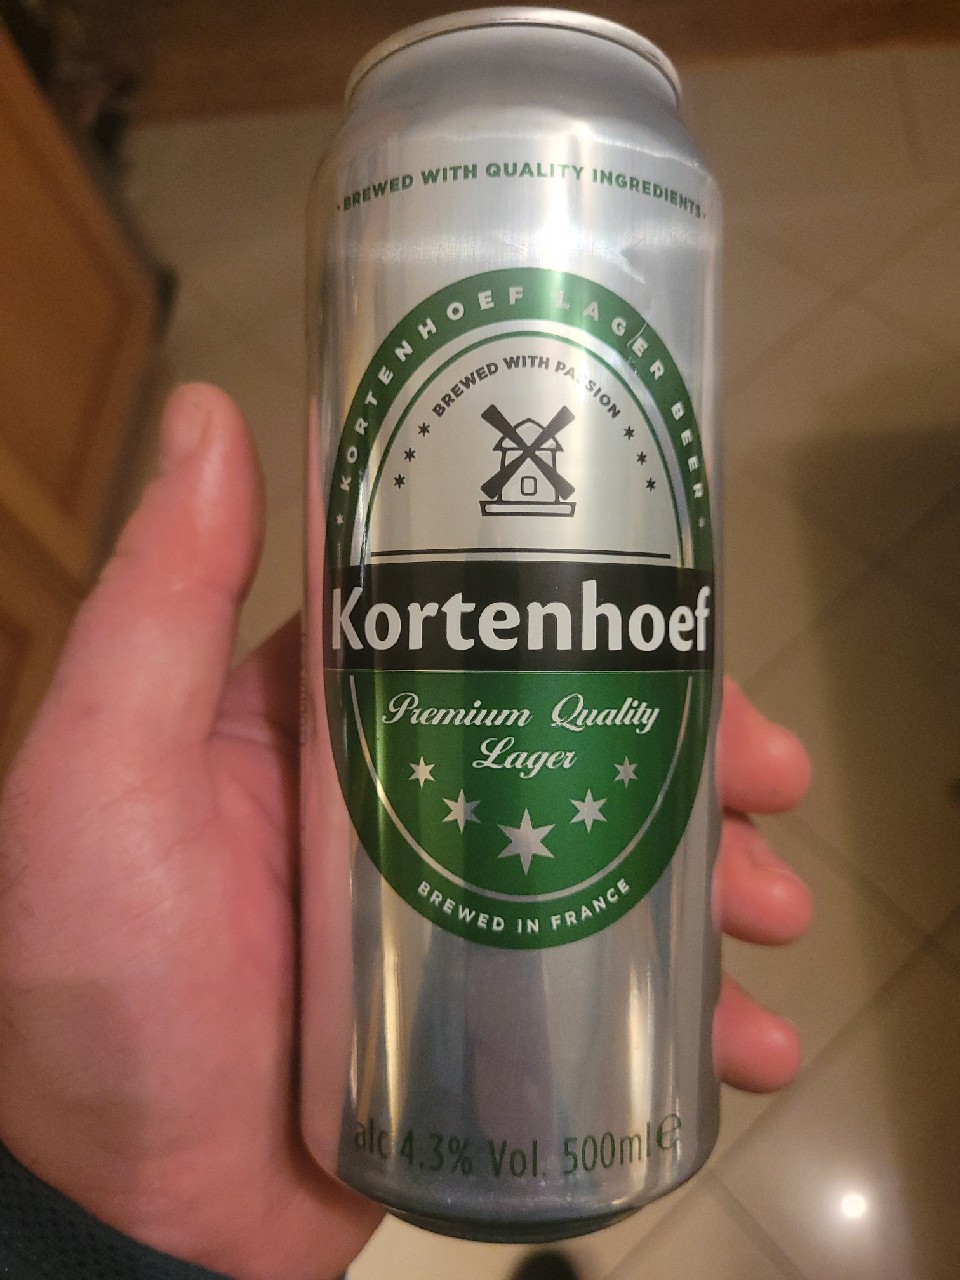 ·BREWED WITH QUALITY INGREDIENTS·
KORTENHOEF LAGER BEER
BREWED WITH PASSION
Kortenhoef
Premium Quality
Lager
BREWED IN FRANCE
alc 4.3% Vol. 500ml ℮